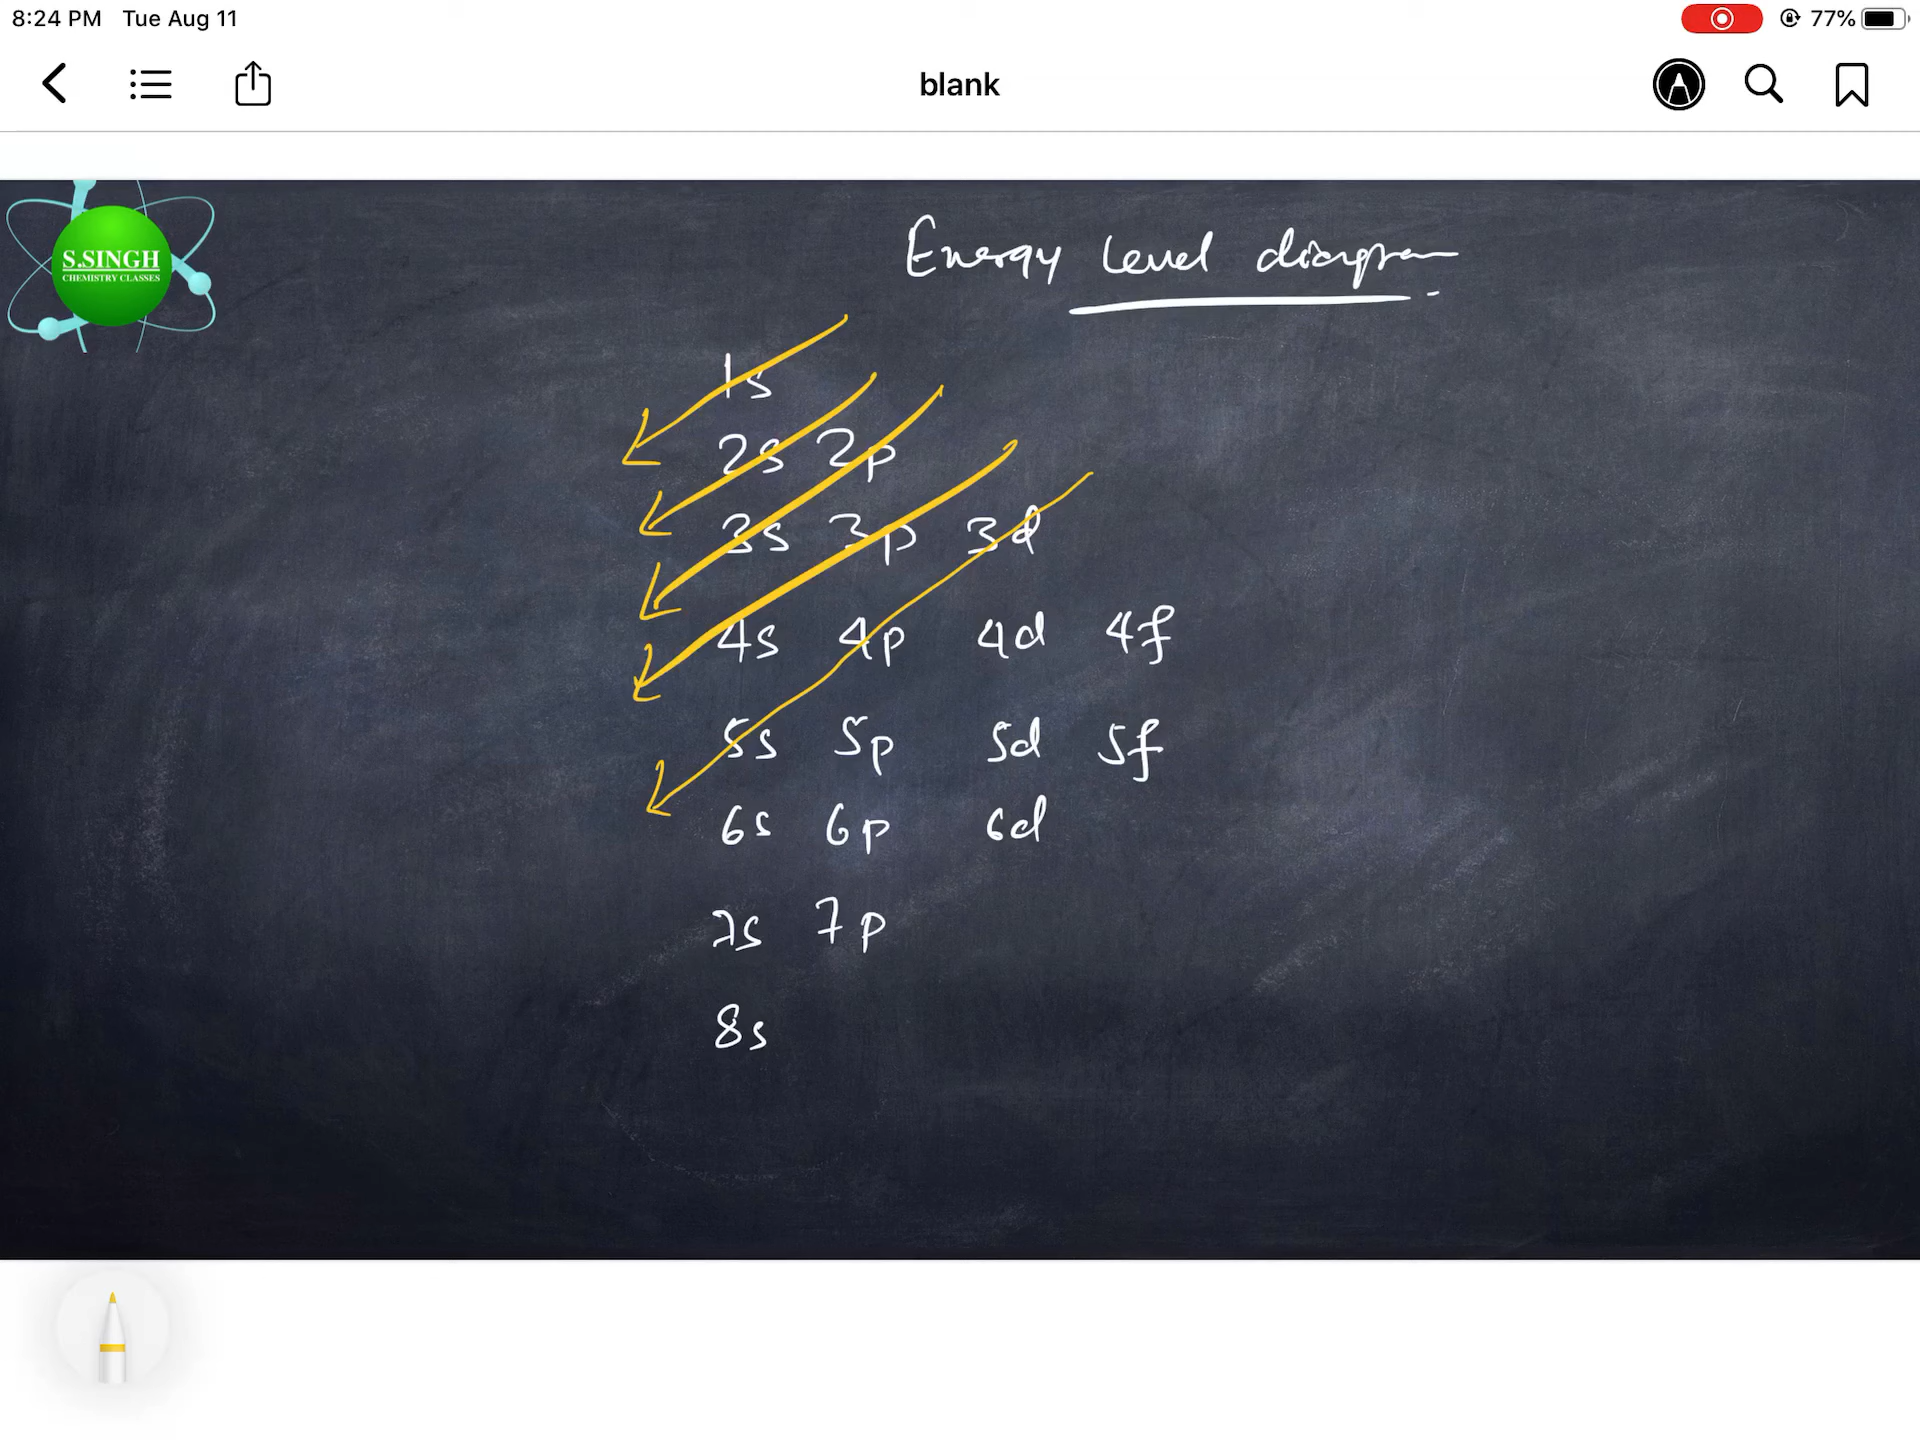 8:24 PM Tue Aug 11
77%
blank
S.SINGH
CHEMISTRY CLASSES
Energy level diagram
1s
2s 2p
3s 3p 3d
4s 4p 4d 4f
5s 5p 5d 5f
6s 6p 6d
7s 7p
8s